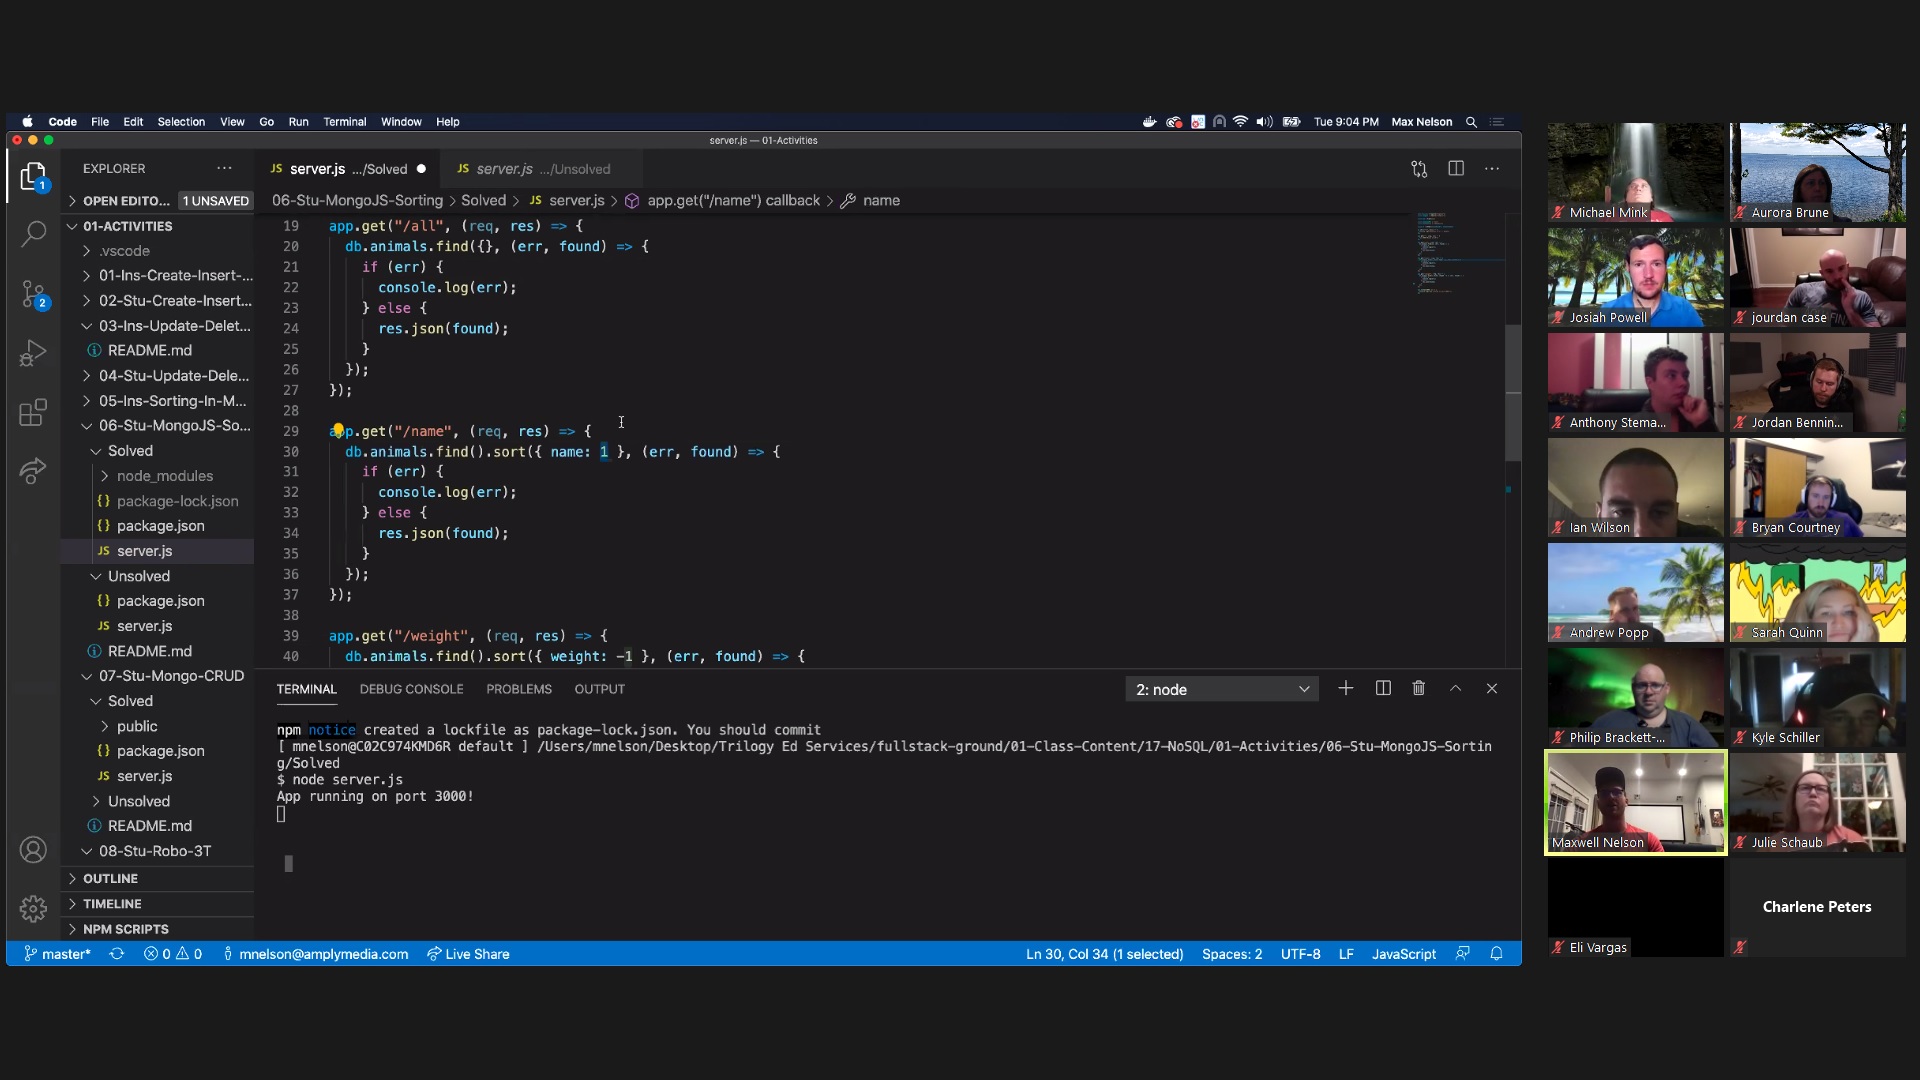 Code File Edit Selection View Go Run Terminal Window Help
Tue 9:04 PM Max Nelson
server.js — 01-Activities
EXPLORER
OPEN EDITO... 1 UNSAVED
01-ACTIVITIES
.vscode
01-Ins-Create-Insert-...
02-Stu-Create-Insert...
03-Ins-Update-Delet...
README.md
04-Stu-Update-Dele...
05-Ins-Sorting-In-M...
06-Stu-MongoJS-So...
Solved
node_modules
{} package-lock.json
{} package.json
JS server.js
Unsolved
{} package.json
JS server.js
README.md
07-Stu-Mongo-CRUD
Solved
public
{} package.json
JS server.js
Unsolved
README.md
08-Stu-Robo-3T
OUTLINE
TIMELINE
NPM SCRIPTS
1
2
JS server.js .../Solved
JS server.js .../Unsolved
06-Stu-MongoJS-Sorting > Solved > JS server.js > app.get("/name") callback > name
19 app.get("/all", (req, res) => {
20 db.animals.find({}, (err, found) => {
21 if (err) {
22 console.log(err);
23 } else {
24 res.json(found);
25 }
26 });
27 });
28
29 app.get("/name", (req, res) => {
30 db.animals.find().sort({ name: 1 }, (err, found) => {
31 if (err) {
32 console.log(err);
33 } else {
34 res.json(found);
35 }
36 });
37 });
38
39 app.get("/weight", (req, res) => {
40 db.animals.find().sort({ weight: -1 }, (err, found) => {
TERMINAL DEBUG CONSOLE PROBLEMS OUTPUT 2: node
npm notice created a lockfile as package-lock.json. You should commit
[ mnelson@C02C974KMD6R default ] /Users/mnelson/Desktop/Trilogy Ed Services/fullstack-ground/01-Class-Content/17-NoSQL/01-Activities/06-Stu-MongoJS-Sortin
g/Solved
$ node server.js
App running on port 3000!
master* 0 0 mnelson@amplymedia.com Live Share Ln 30, Col 34 (1 selected) Spaces: 2 UTF-8 LF JavaScript
Michael Mink
Aurora Brune
Josiah Powell
jourdan case
Anthony Stema...
Jordan Bennin...
Ian Wilson
Bryan Courtney
Andrew Popp
Sarah Quinn
Philip Brackett-...
Kyle Schiller
Maxwell Nelson
Julie Schaub
Eli Vargas
Charlene Peters